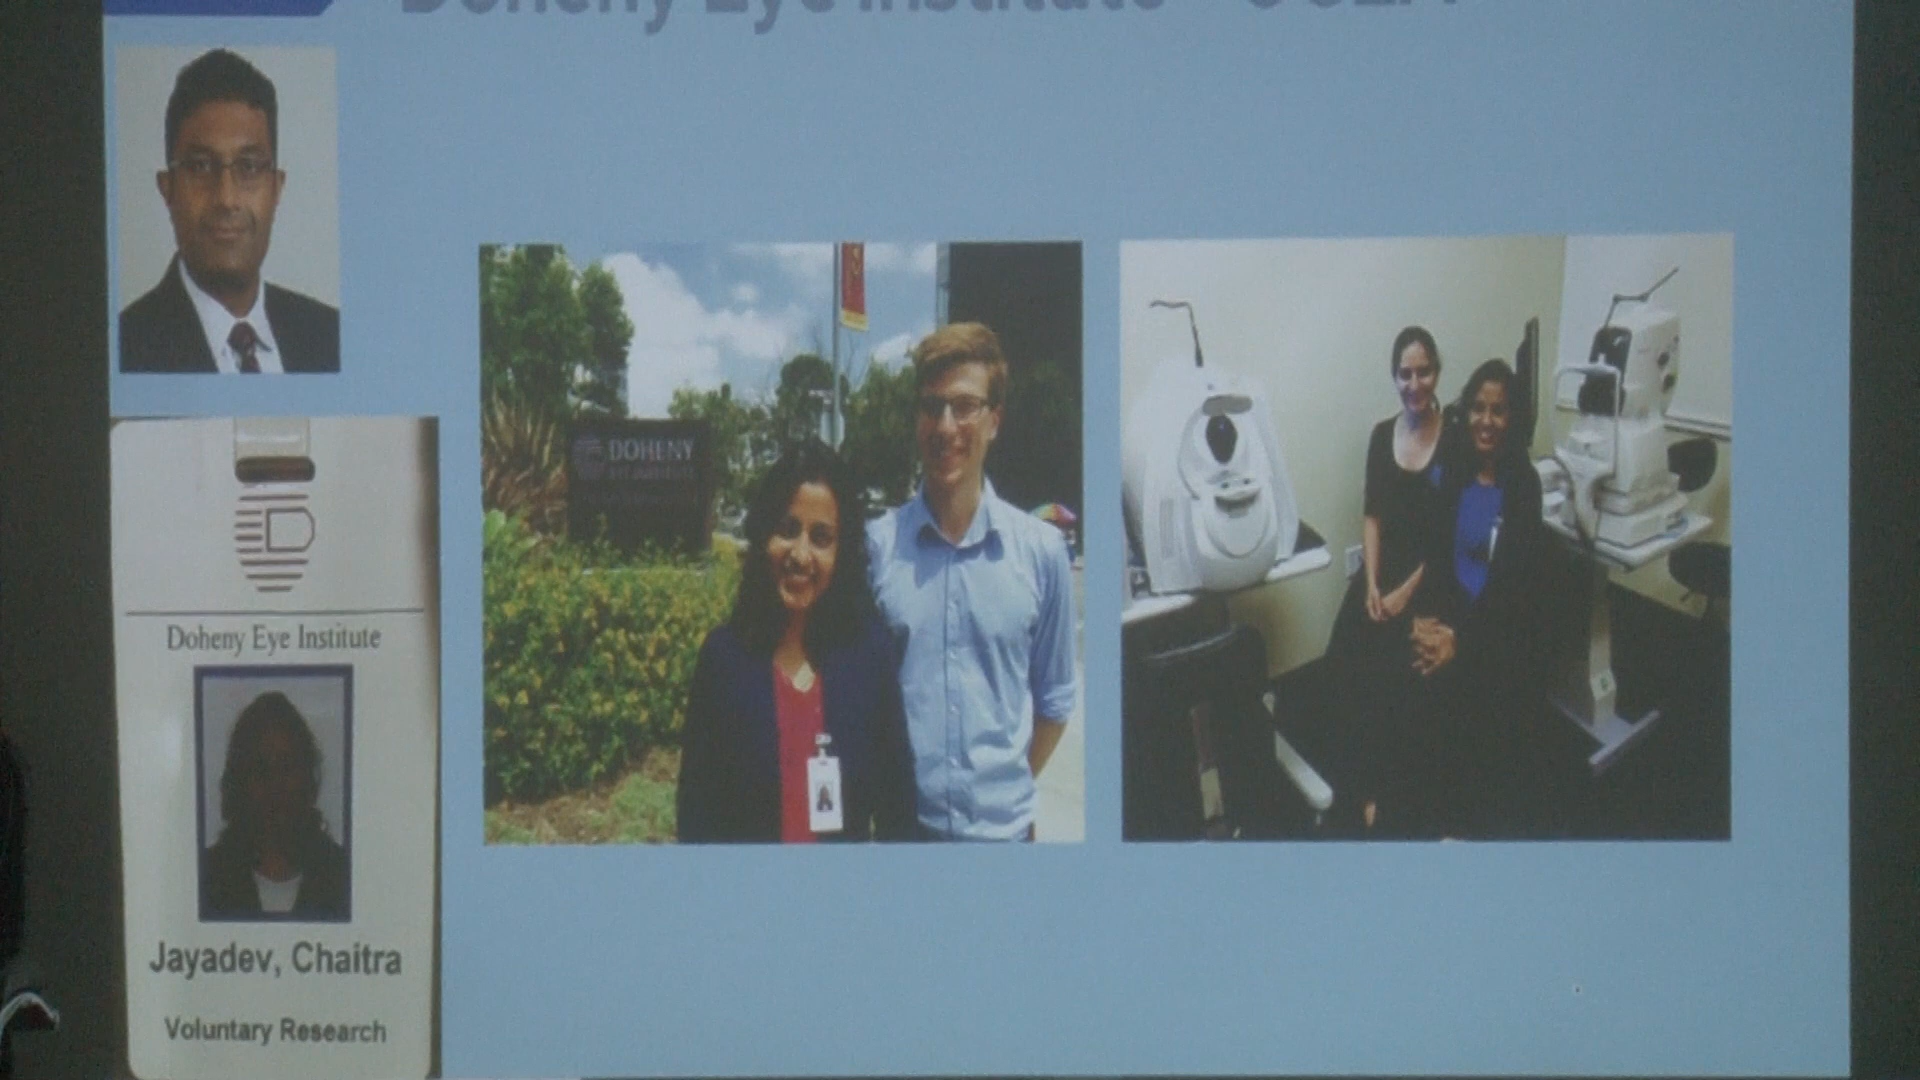 Doheny Eye Institute - UCLA
DOHENY
Doheny Eye Institute
Jayadev, Chaitra
Voluntary Research